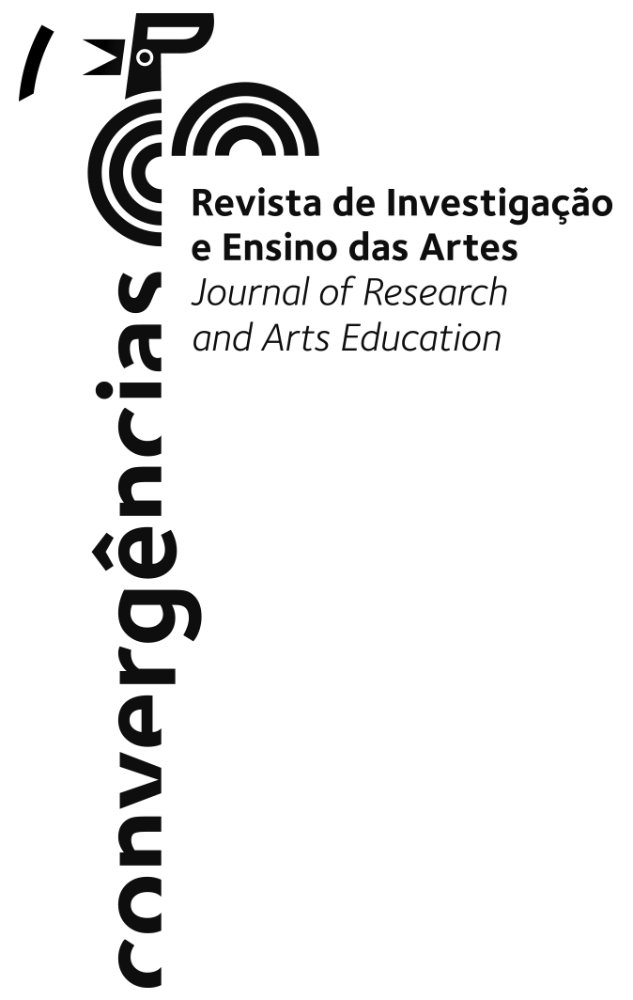 convergências
Revista de Investigação
e Ensino das Artes
Journal of Research
and Arts Education